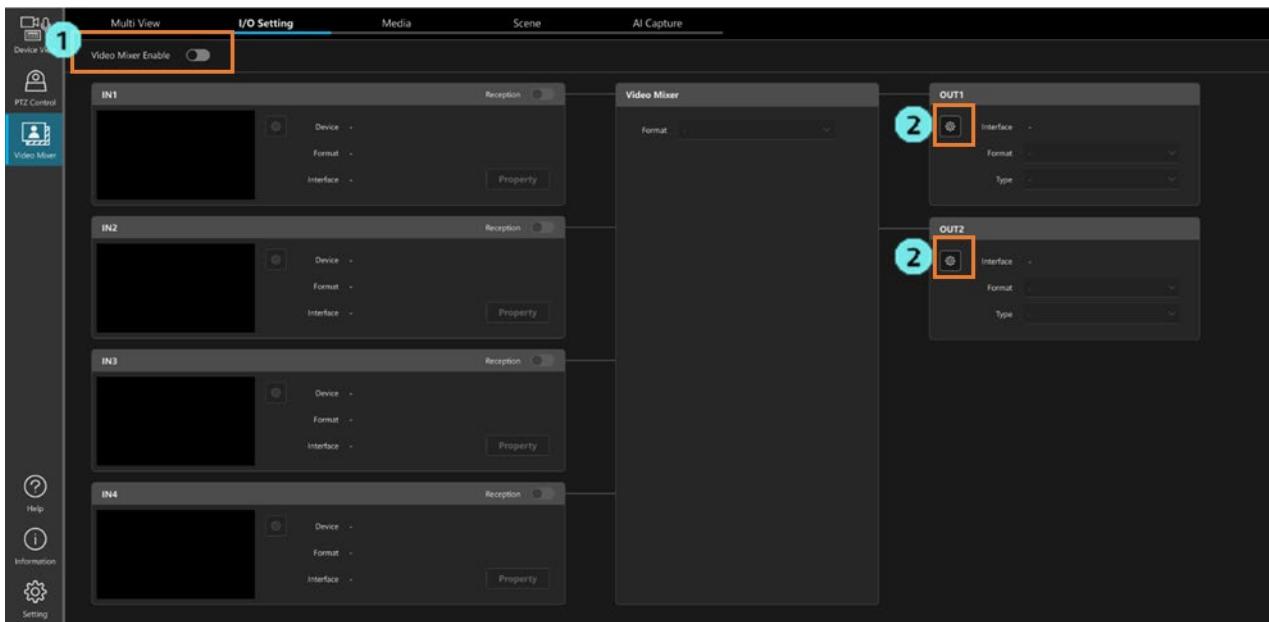 Multi View
I/O Setting
Media
Scene
AI Capture
1
Device
Video Mixer Enable
PTZ Control
Video Mixer
Help
Information
Setting
IN1
Reception
Device -
Format -
Interface -
Property
IN2
Reception
Device -
Format -
Interface -
Property
IN3
Reception
Device -
Format -
Interface -
Property
IN4
Reception
Device -
Format -
Interface -
Property
Video Mixer
Format -
OUT1
2
Interface -
Format -
Type -
OUT2
2
Interface -
Format -
Type -